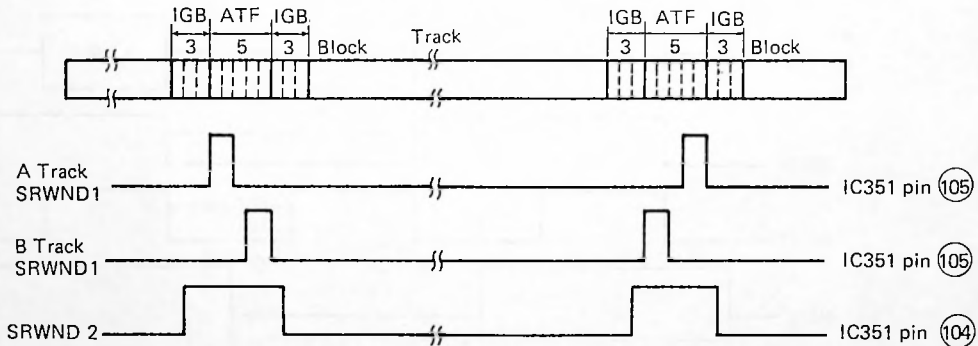 IGB ATF IGB IGB ATF IGB
3 5 3 Block Track 3 5 3 Block
A Track
SRWND1 IC351 pin 105
B Track
SRWND1 IC351 pin 105
SRWND 2 IC351 pin 104